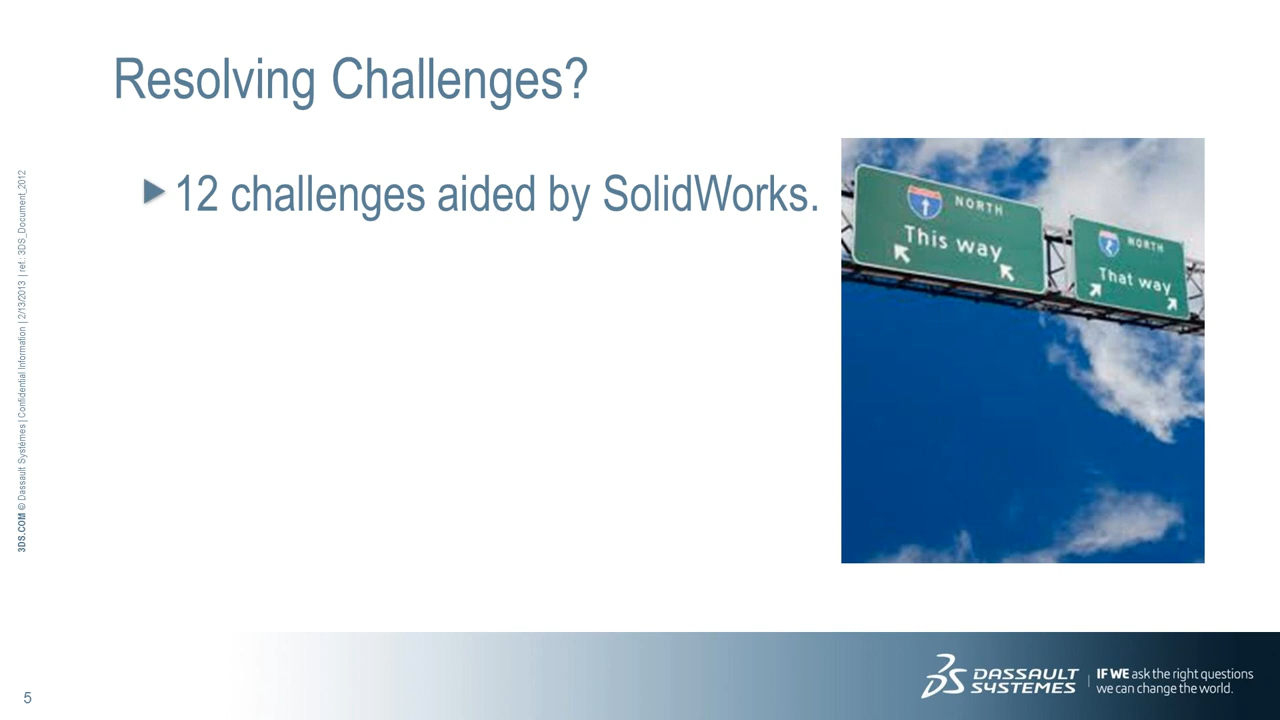 Resolving Challenges?
12 challenges aided by SolidWorks.
NORTH
This way
NORTH
That way
3DS.COM © Dassault Systèmes | Confidential Information | 2/13/2013 | ref.: 3DS_Document_2012
5
DASSAULT
SYSTEMES
IF WE ask the right questions
we can change the world.